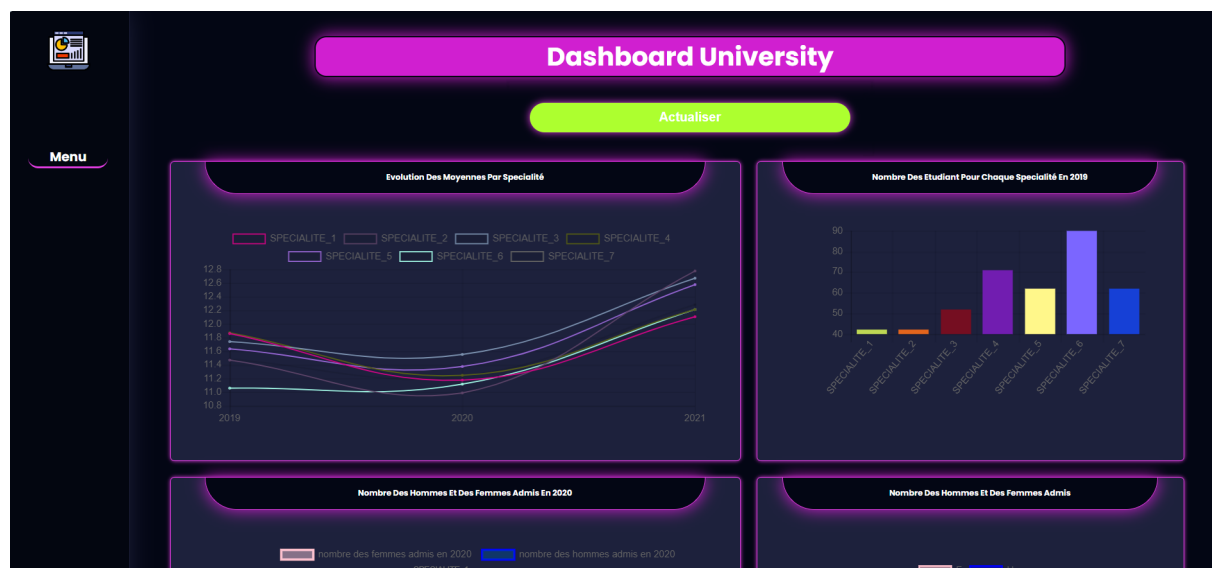 Dashboard University
Actualiser
Menu
Evolution Des Moyennes Par Specialité
SPECIALITE_1 SPECIALITE_2 SPECIALITE_3 SPECIALITE_4
SPECIALITE_5 SPECIALITE_6 SPECIALITE_7
12.8
12.6
12.4
12.2
12.0
11.8
11.6
11.4
11.2
11.0
10.8
2019 2020 2021
Nombre Des Etudiant Pour Chaque Specialité En 2019
90
80
70
60
50
40
SPECIALITE_1 SPECIALITE_2 SPECIALITE_3 SPECIALITE_4 SPECIALITE_5 SPECIALITE_6 SPECIALITE_7
Nombre Des Hommes Et Des Femmes Admis En 2020
nombre des femmes admis en 2020 nombre des hommes admis en 2020
Nombre Des Hommes Et Des Femmes Admis